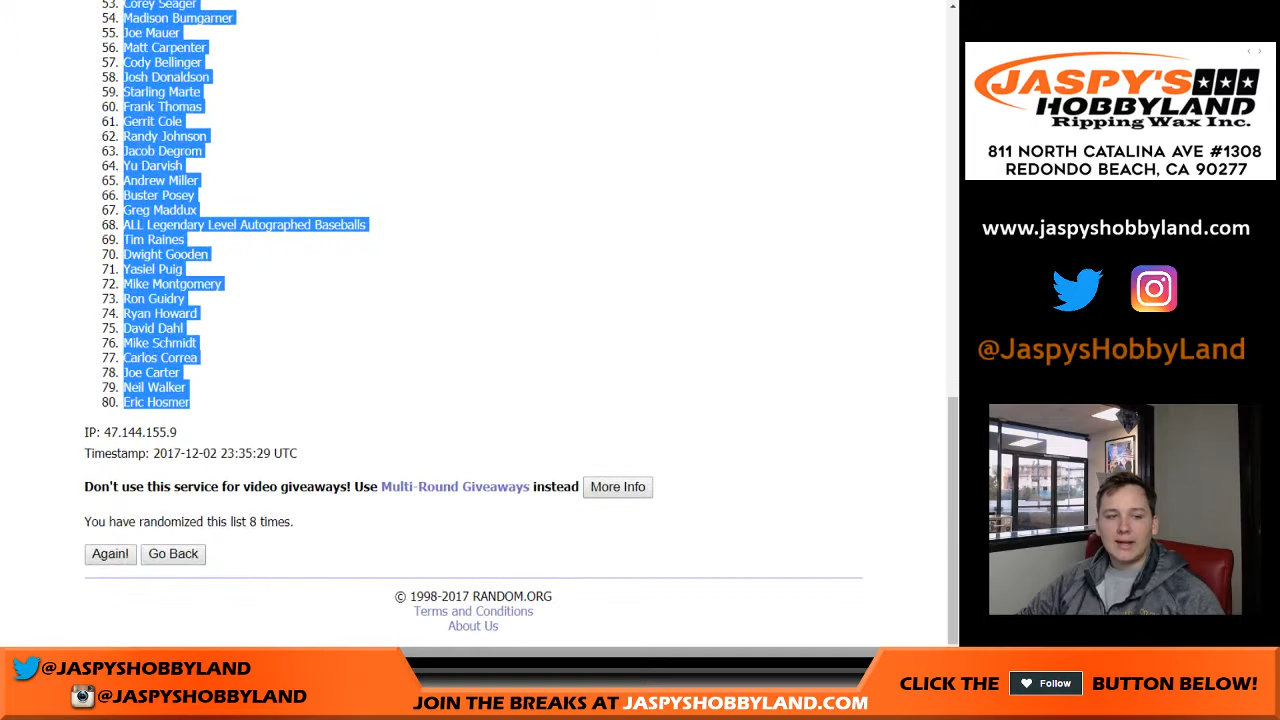 53. Corey Seager
54. Madison Bumgarner
55. Joe Mauer
56. Matt Carpenter
57. Cody Bellinger
58. Josh Donaldson
59. Starling Marte
60. Frank Thomas
61. Gerrit Cole
62. Randy Johnson
63. Jacob Degrom
64. Yu Darvish
65. Andrew Miller
66. Buster Posey
67. Greg Maddux
68. ALL Legendary Level Autographed Baseballs
69. Tim Raines
70. Dwight Gooden
71. Yasiel Puig
72. Mike Montgomery
73. Ron Guidry
74. Ryan Howard
75. David Dahl
76. Mike Schmidt
77. Carlos Correa
78. Joe Carter
79. Neil Walker
80. Eric Hosmer
IP: 47.144.155.9
Timestamp: 2017-12-02 23:35:29 UTC
Don't use this service for video giveaways! Use Multi-Round Giveaways instead More Info
You have randomized this list 8 times.
Again! Go Back
© 1998-2017 RANDOM.ORG
Terms and Conditions
About Us
JASPY'S
HOBBYLAND
Ripping Wax Inc.
811 NORTH CATALINA AVE #1308
REDONDO BEACH, CA 90277
www.jaspyshobbyland.com
@JaspysHobbyLand
@JASPYSHOBBYLAND
@JASPYSHOBBYLAND
JOIN THE BREAKS AT JASPYSHOBBYLAND.COM
CLICK THE Follow BUTTON BELOW!